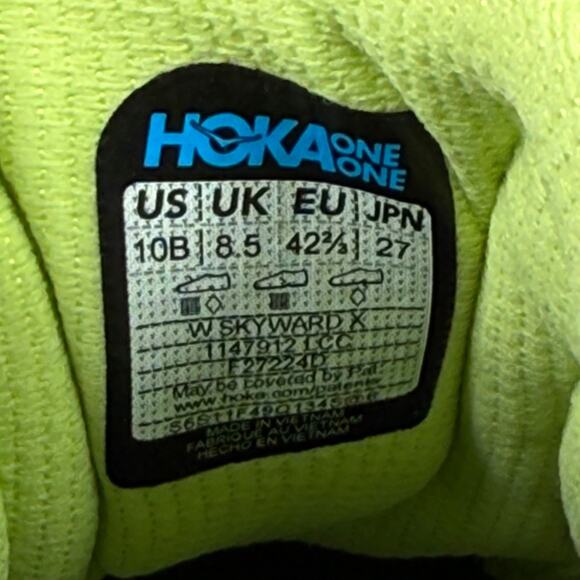 HOKA ONE ONE
US UK EU JPN
10B 8.5 42⅔ 27
W SKYWARD X
1147912 LCC
F27224D
May be covered by Pat.
www.hoka.com/patents
MADE IN VIETNAM
FABRIQUÉ AU VIETNAM
HECHO EN VIETNAM